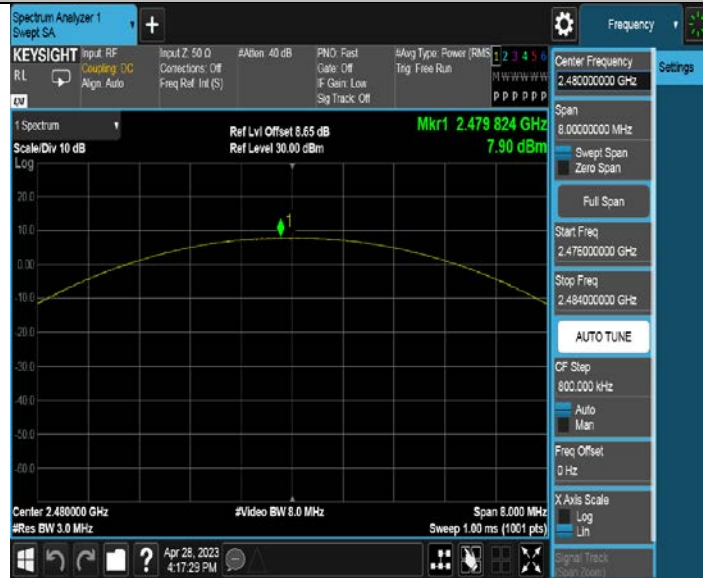 Spectrum Analyzer 1
Swept SA
Frequency
KEYSIGHT
RL
Input: RF
Coupling: DC
Align: Auto
Input Z: 50 Ω
Corrections: Off
Freq Ref: Int (S)
#Atten: 40 dB
PNO: Fast
Gate: Off
IF Gain: Low
Sig Track: Off
#Avg Type: Power (RMS
Trig: Free Run
1 2 3 4 5 6
M W W W W W
P P P P P P
1 Spectrum
Scale/Div 10 dB
Ref Lvl Offset 8.65 dB
Ref Level 30.00 dBm
Mkr1 2.479 824 GHz
7.90 dBm
Log
20.0
10.0
0.00
-10.0
-20.0
-30.0
-40.0
-50.0
-60.0
1
Center 2.480000 GHz
#Res BW 3.0 MHz
#Video BW 8.0 MHz
Span 8.000 MHz
Sweep 1.00 ms (1001 pts)
Center Frequency
2.480000000 GHz
Settings
Span
8.00000000 MHz
Swept Span
Zero Span
Full Span
Start Freq
2.476000000 GHz
Stop Freq
2.484000000 GHz
AUTO TUNE
CF Step
800.000 kHz
Auto
Man
Freq Offset
0 Hz
X Axis Scale
Log
Lin
Signal Track
(Span Zoom)
?
Apr 28, 2023
4:17:29 PM